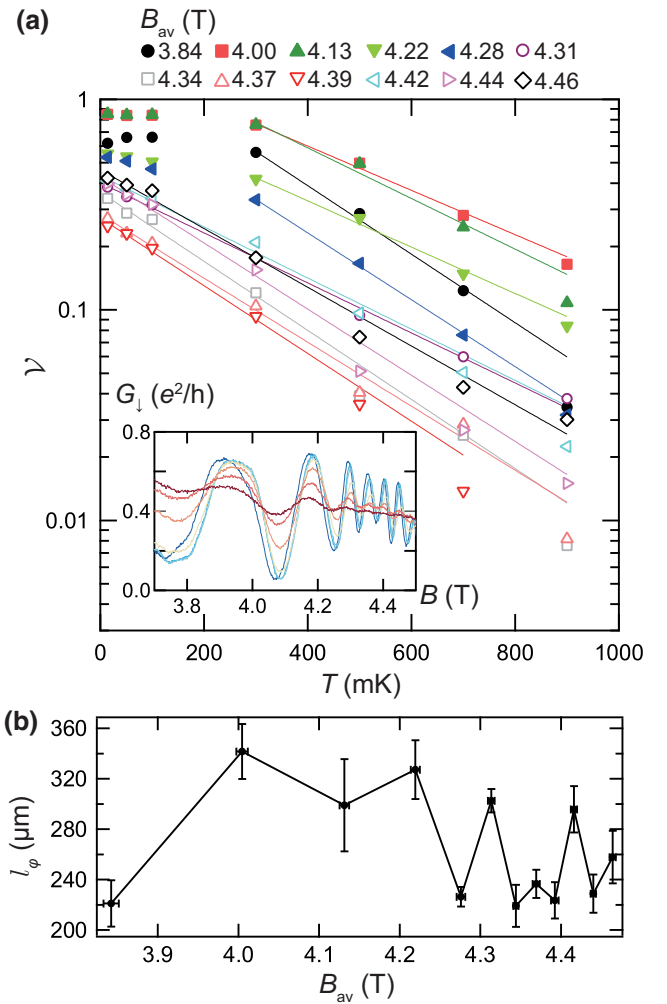 (a) B_av (T)
3.84 4.00 4.13 4.22 4.28 4.31
4.34 4.37 4.39 4.42 4.44 4.46
1
0.1
0.01
𝒱
G↓ (e²/h)
0.8
0.4
0.0
3.8 4.0 4.2 4.4 B (T)
0 200 400 600 800 1000
T (mK)
(b)
360
320
280
240
200
l_φ (μm)
3.9 4.0 4.1 4.2 4.3 4.4
B_av (T)